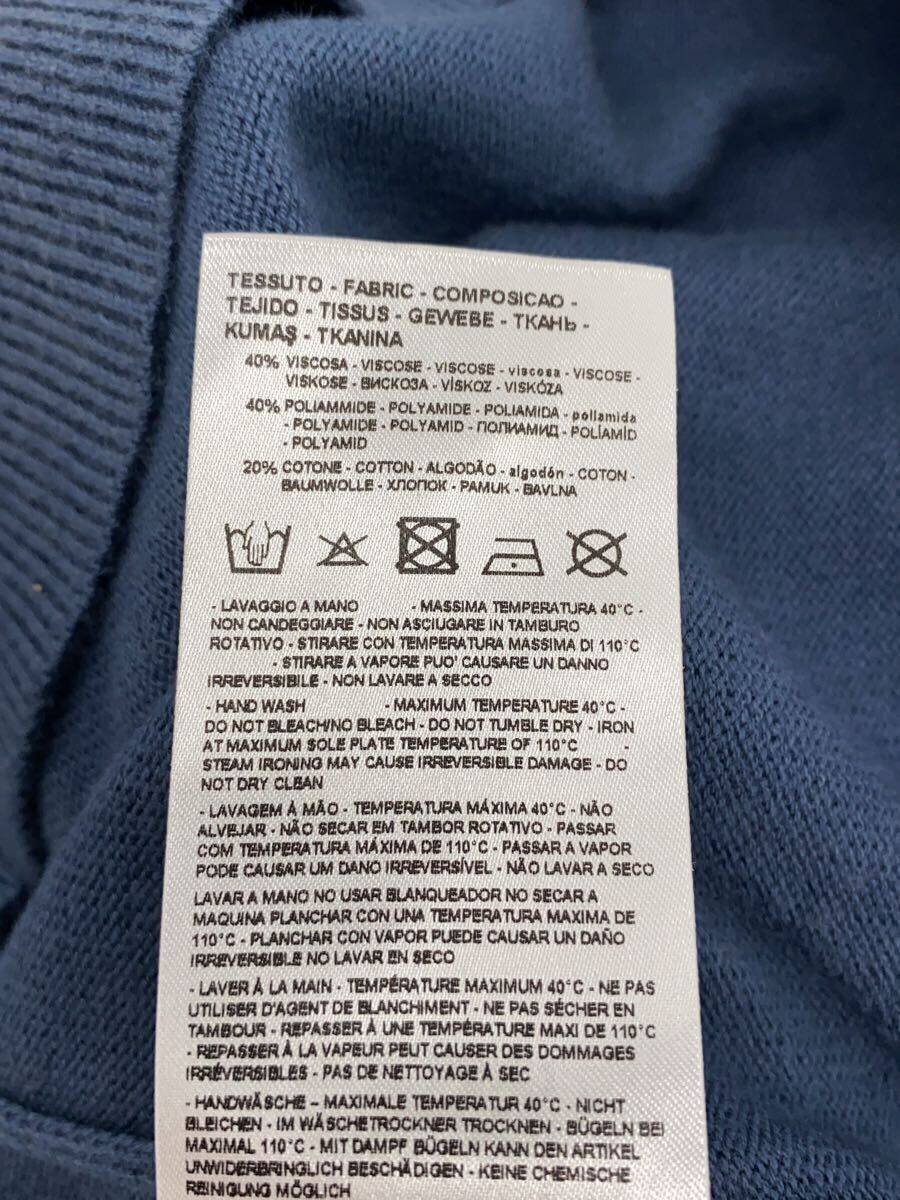 TESSUTO - FABRIC - COMPOSICAO -
TEJIDO - TISSUS - GEWEBE - ТКАНЬ -
KUMAŞ - TKANINA
40% VISCOSA - VISCOSE - VISCOSE - viscosa - VISCOSE -
VISKOSE - ВИСКОЗА - VİSKOZ - VISKÓZA
40% POLIAMMIDE - POLYAMIDE - POLIAMIDA - poliamida
- POLYAMIDE - POLYAMID - ПОЛИАМИД - POLİAMİD
- POLYAMID
20% COTONE - COTTON - ALGODÃO - algodón - COTON -
BAUMWOLLE - ХЛОПОК - PAMUK - BAVLNA
- LAVAGGIO A MANO - MASSIMA TEMPERATURA 40°C -
NON CANDEGGIARE - NON ASCIUGARE IN TAMBURO
ROTATIVO - STIRARE CON TEMPERATURA MASSIMA DI 110°C
- STIRARE A VAPORE PUO' CAUSARE UN DANNO
IRREVERSIBILE - NON LAVARE A SECCO
- HAND WASH - MAXIMUM TEMPERATURE 40°C -
DO NOT BLEACH/NO BLEACH - DO NOT TUMBLE DRY - IRON
AT MAXIMUM SOLE PLATE TEMPERATURE OF 110°C -
STEAM IRONING MAY CAUSE IRREVERSIBLE DAMAGE - DO
NOT DRY CLEAN
- LAVAGEM À MÃO - TEMPERATURA MÁXIMA 40°C - NÃO
ALVEJAR - NÃO SECAR EM TAMBOR ROTATIVO - PASSAR
COM TEMPERATURA MÁXIMA DE 110°C - PASSAR A VAPOR
PODE CAUSAR UM DANO IRREVERSÍVEL - NÃO LAVAR A SECO
LAVAR A MANO NO USAR BLANQUEADOR NO SECAR A
MAQUINA PLANCHAR CON UNA TEMPERATURA MAXIMA DE
110°C - PLANCHAR CON VAPOR PUEDE CAUSAR UN DAÑO
IRREVERSIBLE NO LAVAR EN SECO
- LAVER À LA MAIN - TEMPÉRATURE MAXIMUM 40°C - NE PAS
UTILISER D'AGENT DE BLANCHIMENT - NE PAS SÉCHER EN
TAMBOUR - REPASSER À UNE TEMPÉRATURE MAXI DE 110°C
- REPASSER À LA VAPEUR PEUT CAUSER DES DOMMAGES
IRRÉVERSIBLES - PAS DE NETTOYAGE À SEC
- HANDWÄSCHE – MAXIMALE TEMPERATUR 40°C - NICHT
BLEICHEN - IM WÄSCHETROCKNER TROCKNEN - BÜGELN BEI
MAXIMAL 110°C - MIT DAMPF BÜGELN KANN DEN ARTIKEL
UNWIDERBRINGLICH BESCHÄDIGEN - KEINE CHEMISCHE
REINIGUNG MÖGLICH